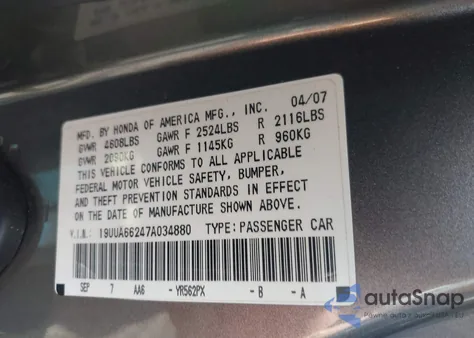 MFD. BY HONDA OF AMERICA MFG., INC. 04/07
GVWR 4608LBS GAWR F 2524LBS R 2116LBS
GVWR 2090KG GAWR F 1145KG R 960KG
THIS VEHICLE CONFORMS TO ALL APPLICABLE
FEDERAL MOTOR VEHICLE SAFETY, BUMPER,
AND THEFT PREVENTION STANDARDS IN EFFECT
ON THE DATE OF MANUFACTURE SHOWN ABOVE.
V.I.N.: 19UUA66247A034880 TYPE: PASSENGER CAR
SEP 7 AA6 - YR562PX - B - A
autoSnap